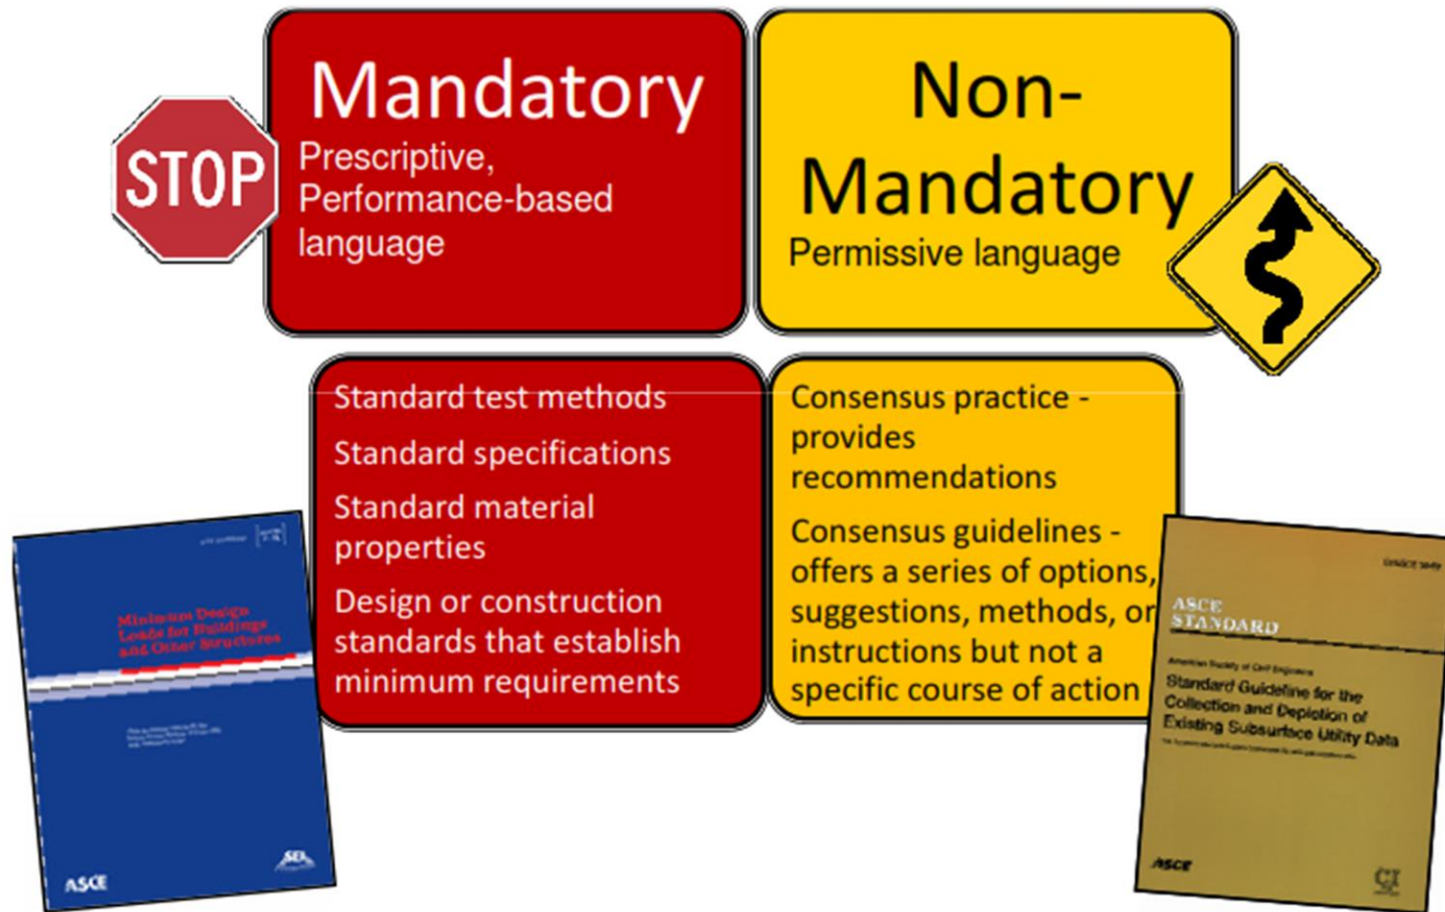 Mandatory
Prescriptive,
Performance-based
language
STOP
Non-
Mandatory
Permissive language
Standard test methods
Standard specifications
Standard material
properties
Design or construction
standards that establish
minimum requirements
Consensus practice -
provides
recommendations
Consensus guidelines -
offers a series of options,
suggestions, methods, or
instructions but not a
specific course of action
Minimum Design
Loads for Buildings
and Other Structures
ASCE
SEI
ASCE
STANDARD
American Society of Civil Engineers
Standard Guideline for the
Collection and Depiction of
Existing Subsurface Utility Data
ASCE
CI